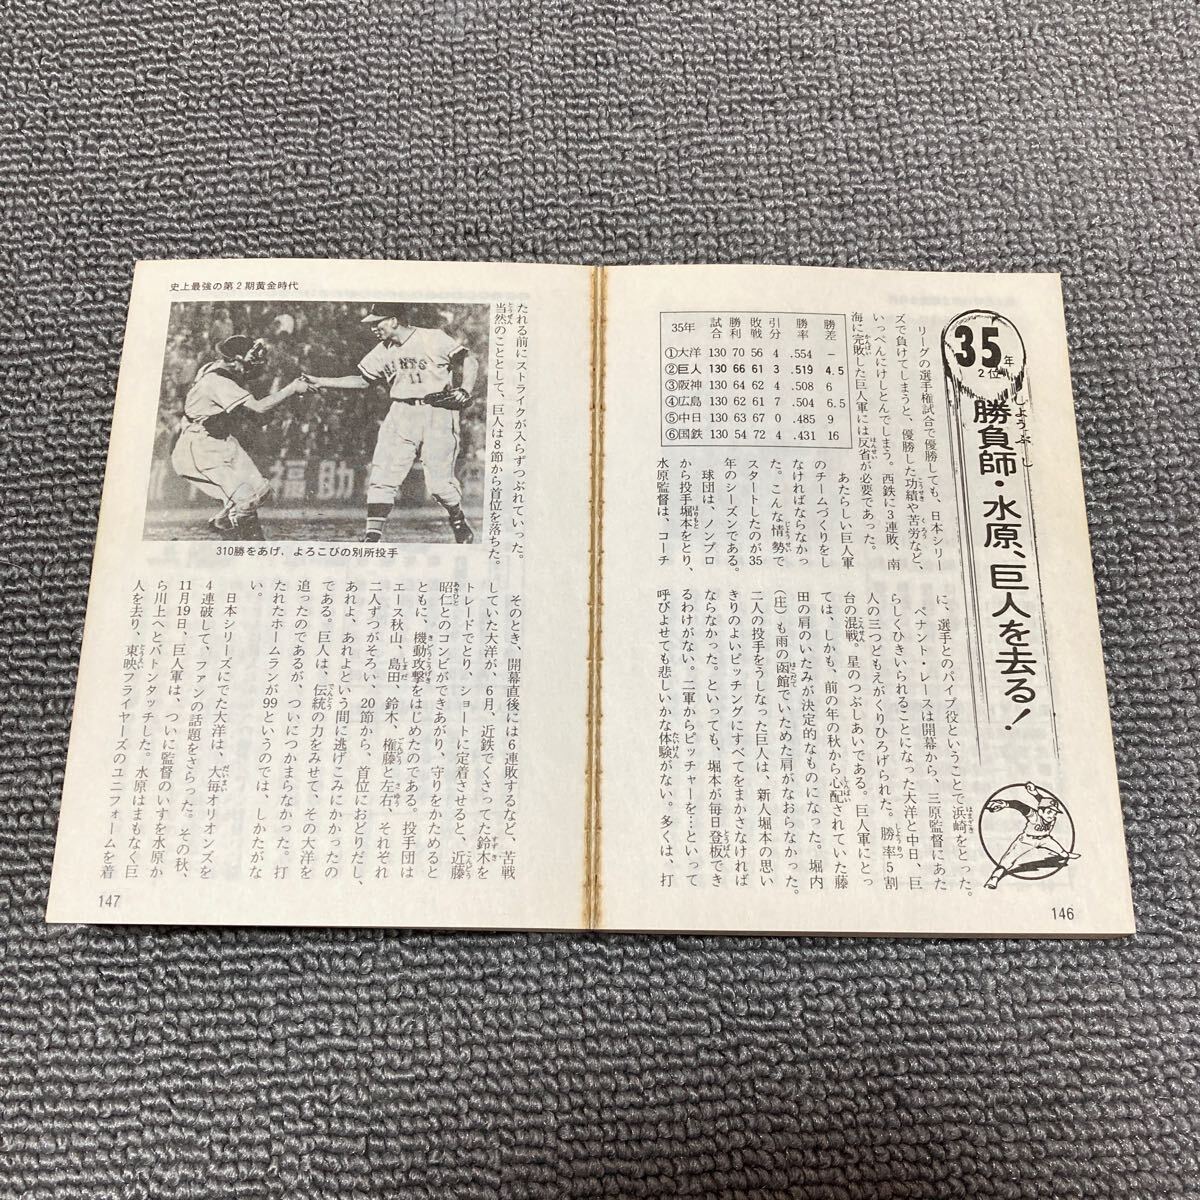 35年
2位
しょうぶし
勝負師・水原、巨人を去る!
リーグの選手権試合で優勝しても、日本シリー
ズで負けてしまうと、優勝した功績や苦労など、
いっぺんにけしとんでしまう。西鉄に3連敗、南
海に完敗した巨人軍には反省が必要であった。
35年 試合 勝利 敗戦 引分 勝率 勝差
①大洋 130 70 56 4 .554 −
②巨人 130 66 61 3 .519 4.5
③阪神 130 64 62 4 .508 6
④広島 130 62 61 7 .504 6.5
⑤中日 130 63 67 0 .485 9
⑥国鉄 130 54 72 4 .431 16
あたらしい巨人軍
のチームづくりをし
なければならなかっ
た。こんな情勢で
スタートしたのが35
年のシーズンである。
球団は、ノンプロ
から投手堀本をとり、
水原監督は、コーチ
に、選手とのパイプ役ということで浜崎をとった。
ペナント・レースは開幕から、三原監督にあた
らしくひきいられることになった大洋と中日、巨
人の三つどもえがくりひろげられた。勝率5割
台の混戦。星のつぶしあいである。巨人軍にとっ
ては、しかも、前の年の秋から心配されていた藤
田の肩のいたみが決定的なものになった。堀内
(庄)も雨の函館でいためた肩がなおらなかった。
二人の投手をうしなった巨人は、新人堀本の思い
きりのよいピッチングにすべてをまかさなければ
ならなかった。といっても、堀本が毎日登板でき
るわけがない。二軍からピッチャーを…といって
呼びよせても悲しいかな体験がない。多くは、打
146
史上最強の第2期黄金時代
たれる前にストライクが入らずつぶれていった。
当然のこととして、巨人は8節から首位を落ちた。
GIANTS
11
福助
310勝をあげ、よろこびの別所投手
そのとき、開幕直後には6連敗するなど、苦戦
していた大洋が、6月、近鉄でくさってた鈴木を
トレードでとり、ショートに定着させると、近藤
昭仁とのコンビができあがり、守りをかためると
ともに、機動攻撃をはじめたのである。投手団は
エース秋山、島田、鈴木、権藤と左右、それぞれ
二人ずつがそろい、20節から、首位におどりだし、
あれよ、あれよという間に逃げこみにかかったの
である。巨人は、伝統の力をみせて、その大洋を
追ったのであるが、ついにつかまらなかった。打
たれたホームランが99というのでは、しかたがな
い。
日本シリーズにでた大洋は、大毎オリオンズを
4連破して、ファンの話題をさらった。その秋、
11月19日、巨人軍は、ついに監督のいすを水原か
ら川上へとバトンタッチした。水原はまもなく巨
人を去り、東映フライヤーズのユニフォームを着
147